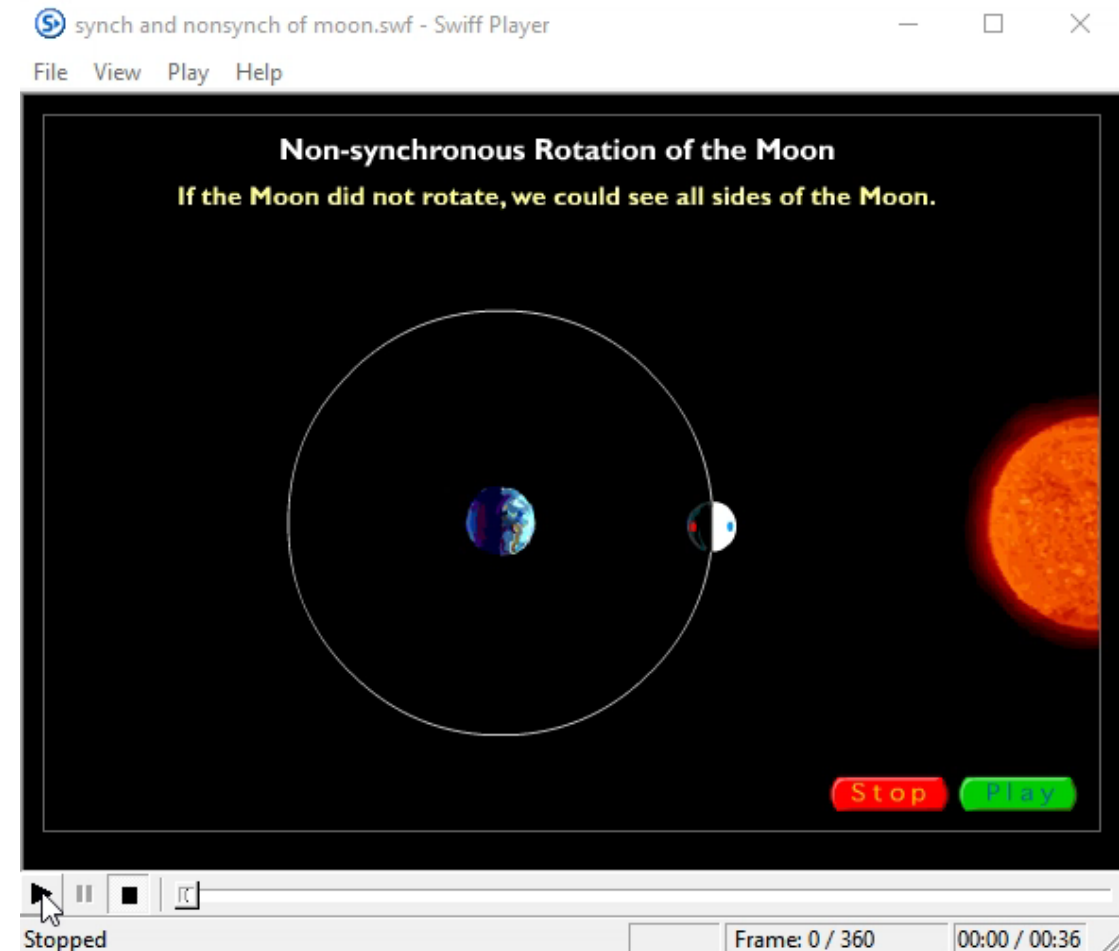 synch and nonsynch of moon.swf - Swiff Player
File View Play Help
Non-synchronous Rotation of the Moon
If the Moon did not rotate, we could see all sides of the Moon.
Stop Play
Stopped Frame: 0 / 360 00:00 / 00:36